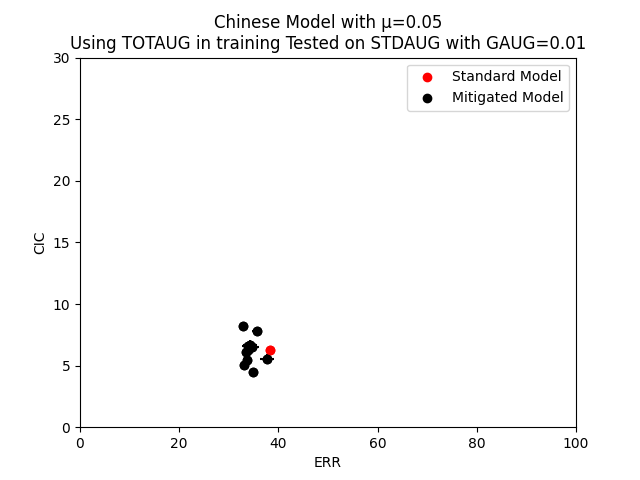 Chinese Model with μ=0.05
Using TOTAUG in training Tested on STDAUG with GAUG=0.01
Standard Model
Mitigated Model
30
25
20
15
10
5
0
CIC
0 20 40 60 80 100
ERR